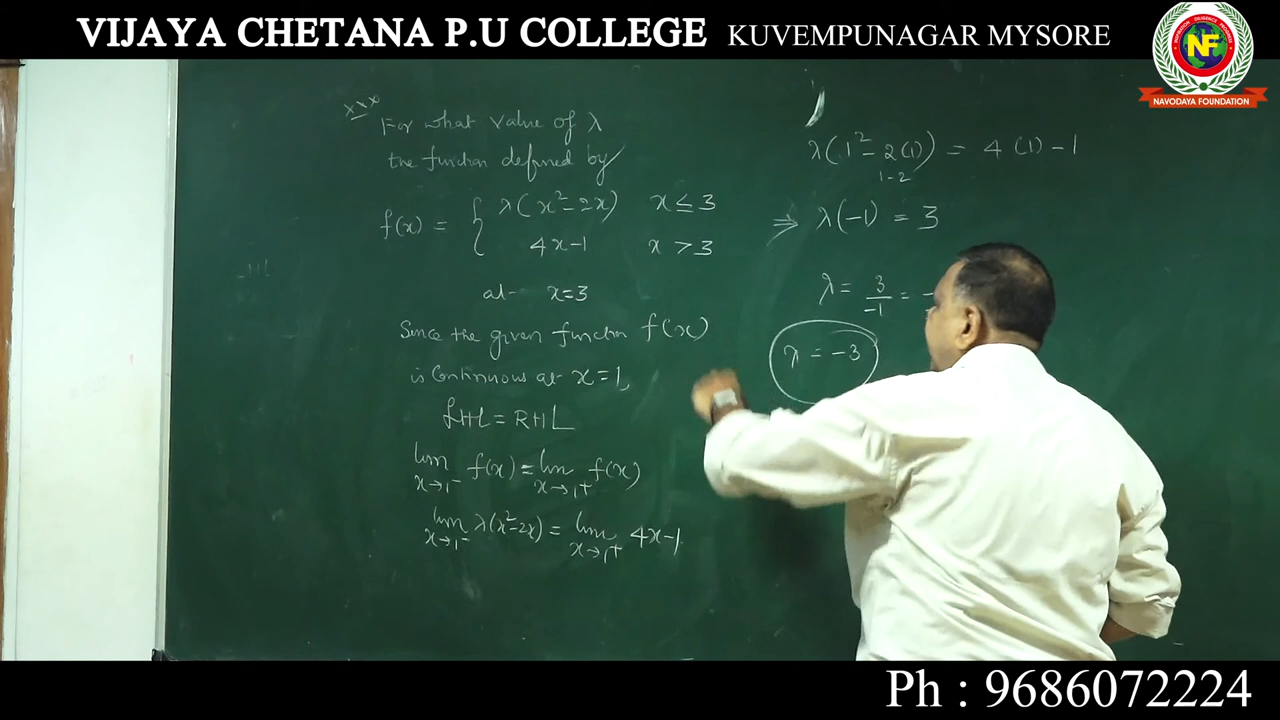 VIJAYA CHETANA P.U COLLEGE KUVEMPUNAGAR MYSORE
NF
NAVODAYA FOUNDATION
xxx
For what value of λ
the function defined by
f(x) = { λ(x²-2x) x ≤ 3
4x-1 x > 3
at x=3
Since the given function f(x)
is continuous at x=1,
LHL = RHL
lim x→1⁻ f(x) = lim x→1+ f(x)
lim x→1⁻ λ(x²-2x) = lim x→1+ 4x-1
λ(1²-2(1)) = 4(1)-1
1-2
⇒ λ(-1) = 3
λ = 3/-1 = -
λ = -3
Ph : 9686072224